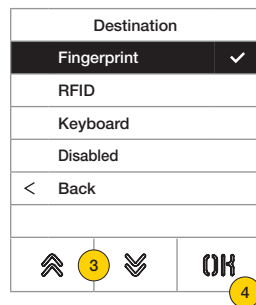 Destination
Fingerprint
RFID
Keyboard
Disabled
< Back
3
OK
4